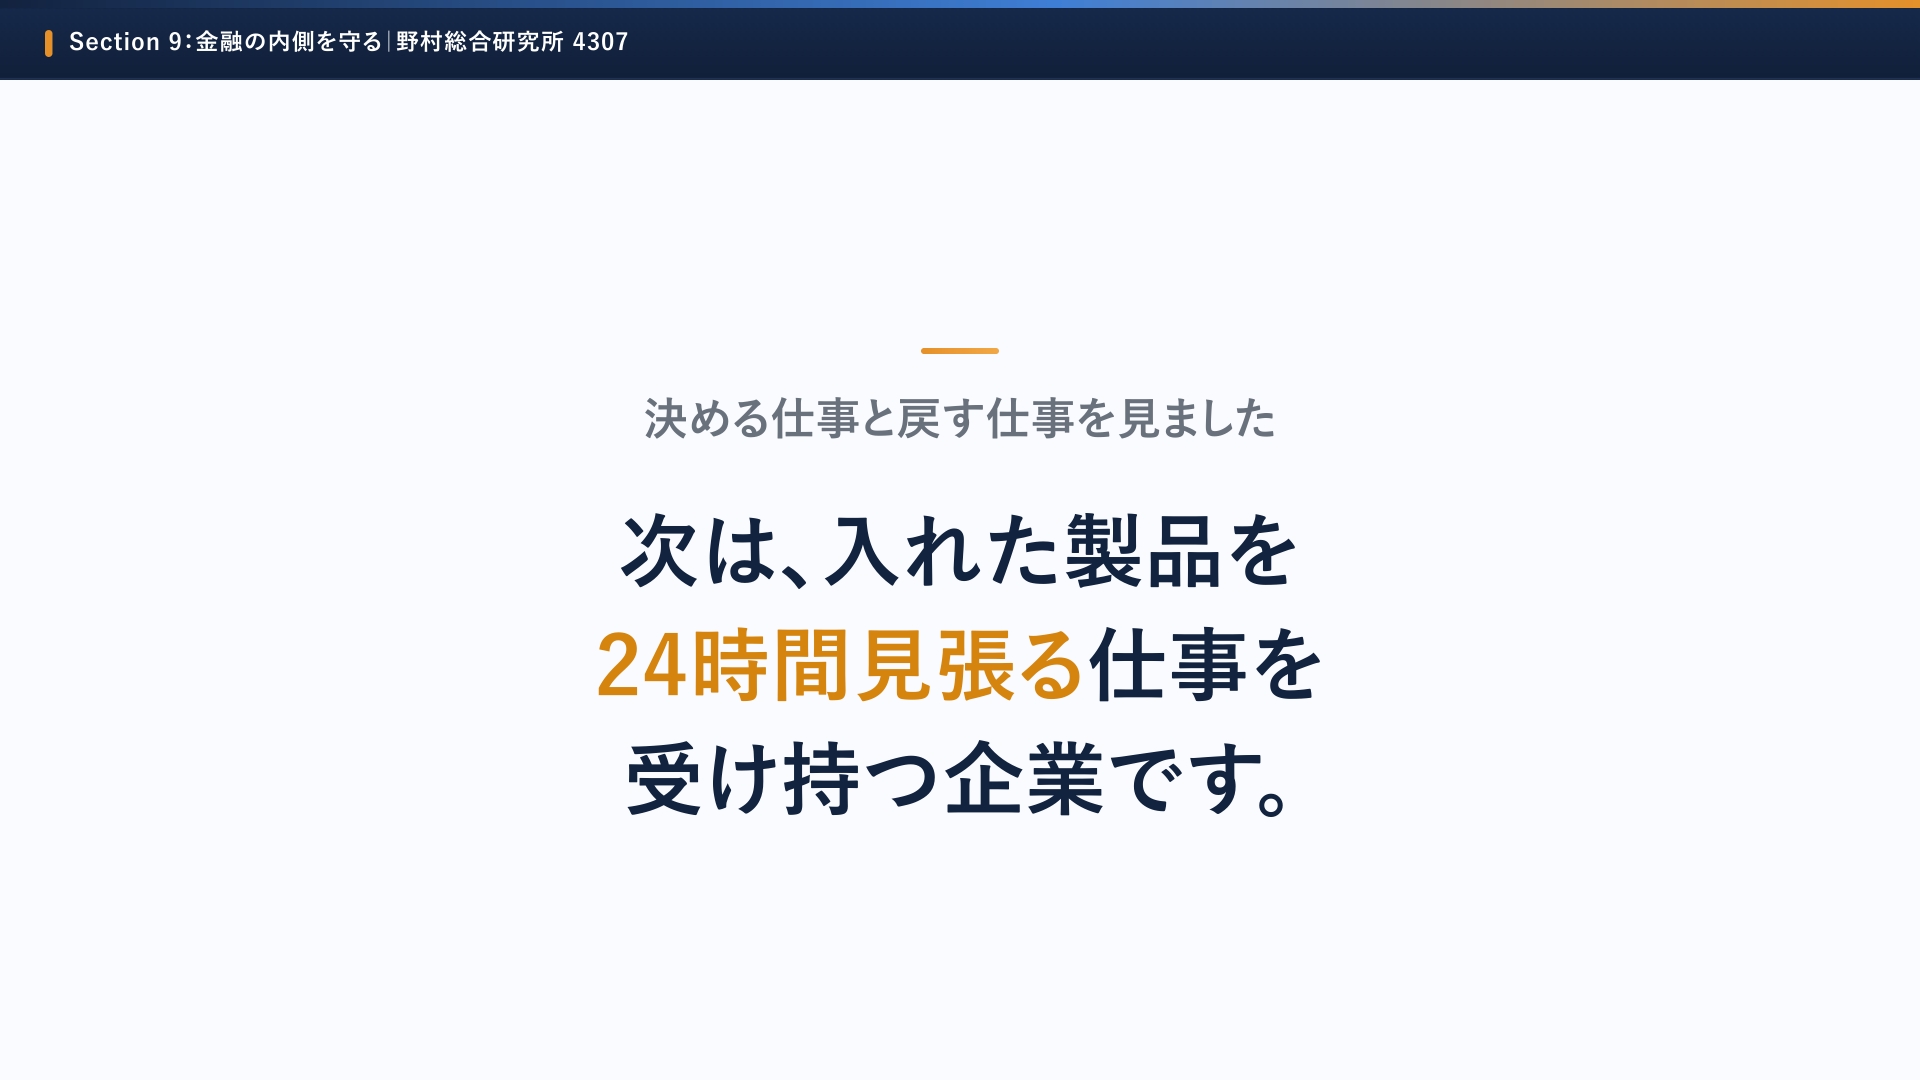 Section 9：金融の内側を守る｜野村総合研究所 4307
決める仕事と戻す仕事を見ました
次は、入れた製品を
24時間見張る仕事を
受け持つ企業です。